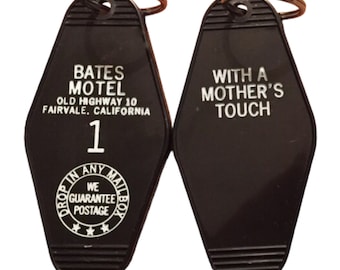 BATES
MOTEL
OLD HIGHWAY 10
FAIRVALE, CALIFORNIA
1
DROP IN ANY MAILBOX
WE
GUARANTEE
POSTAGE
WITH A
MOTHER'S
TOUCH